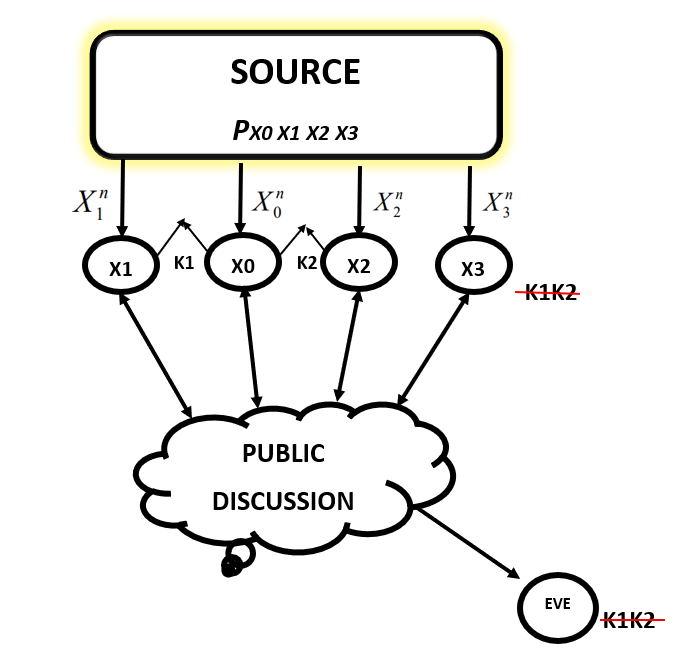 SOURCE
PX0 X1 X2 X3
X₁ⁿ X₀ⁿ X₂ⁿ X₃ⁿ
X1 K1 X0 K2 X2 X3
K1K2
PUBLIC
DISCUSSION
EVE
K1K2